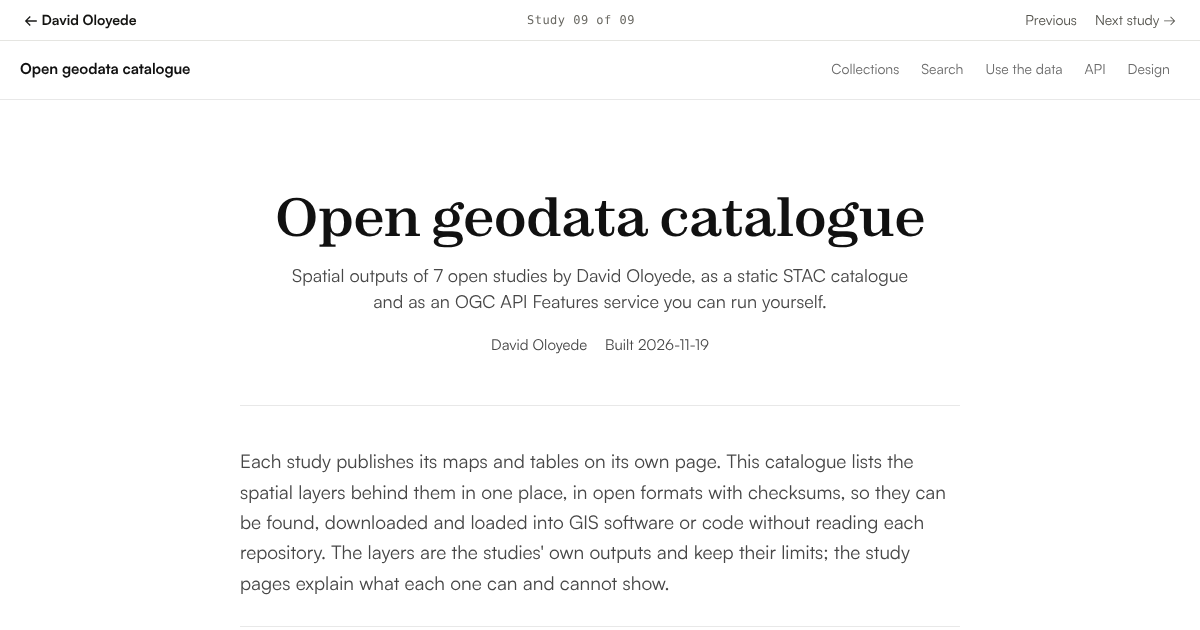 ← David Oloyede
Study 09 of 09
Previous
Next study →
Open geodata catalogue
Collections
Search
Use the data
API
Design
Open geodata catalogue
Spatial outputs of 7 open studies by David Oloyede, as a static STAC catalogue
and as an OGC API Features service you can run yourself.
David Oloyede
Built 2026-11-19
Each study publishes its maps and tables on its own page. This catalogue lists the
spatial layers behind them in one place, in open formats with checksums, so they can
be found, downloaded and loaded into GIS software or code without reading each
repository. The layers are the studies' own outputs and keep their limits; the study
pages explain what each one can and cannot show.